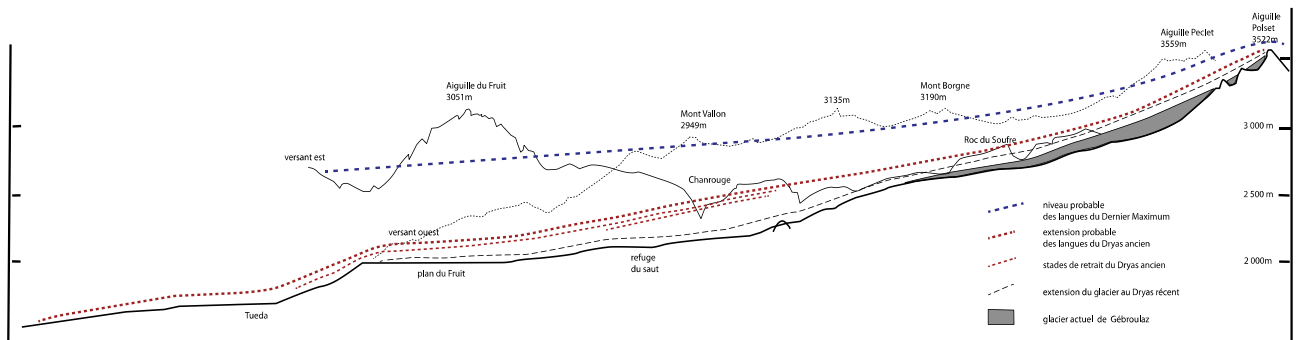 Aiguille
Polset
3522m
Aiguille Peclet
3559m
Aiguille du Fruit
3051m
Mont Borgne
3190m
3135m
Mont Vallon
2949m
3 000 m
Roc du Soufre
versant est
Chanrouge
2 500 m
versant ouest
refuge
du saut
plan du Fruit
2 000m
Tueda
niveau probable
des langues du Dernier Maximum
extension probable
des langues du Dryas ancien
stades de retrait du Dryas ancien
extension du glacier au Dryas récent
glacier actuel de Gébroulaz